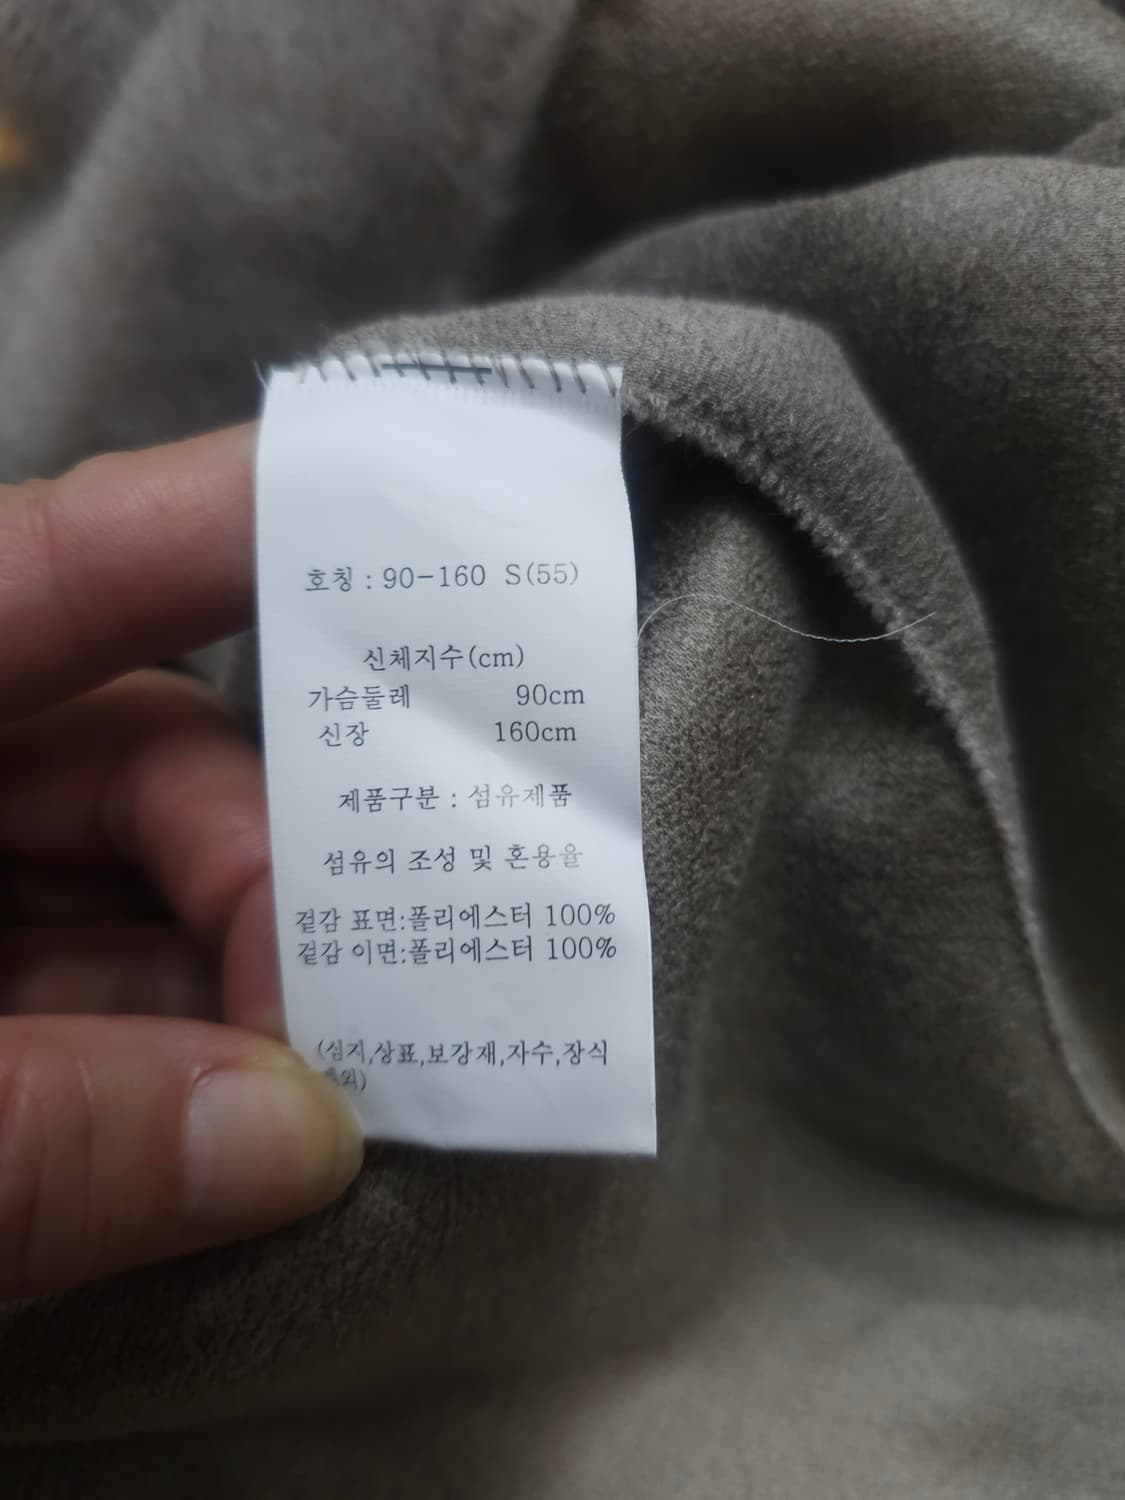 호칭 : 90-160 S(55)
신체지수(cm)
가슴둘레 90cm
신장 160cm
제품구분 : 섬유제품
섬유의 조성 및 혼용율
겉감 표면:폴리에스터 100%
겉감 이면:폴리에스터 100%
(심지,상표,보강재,자수,장식
외)